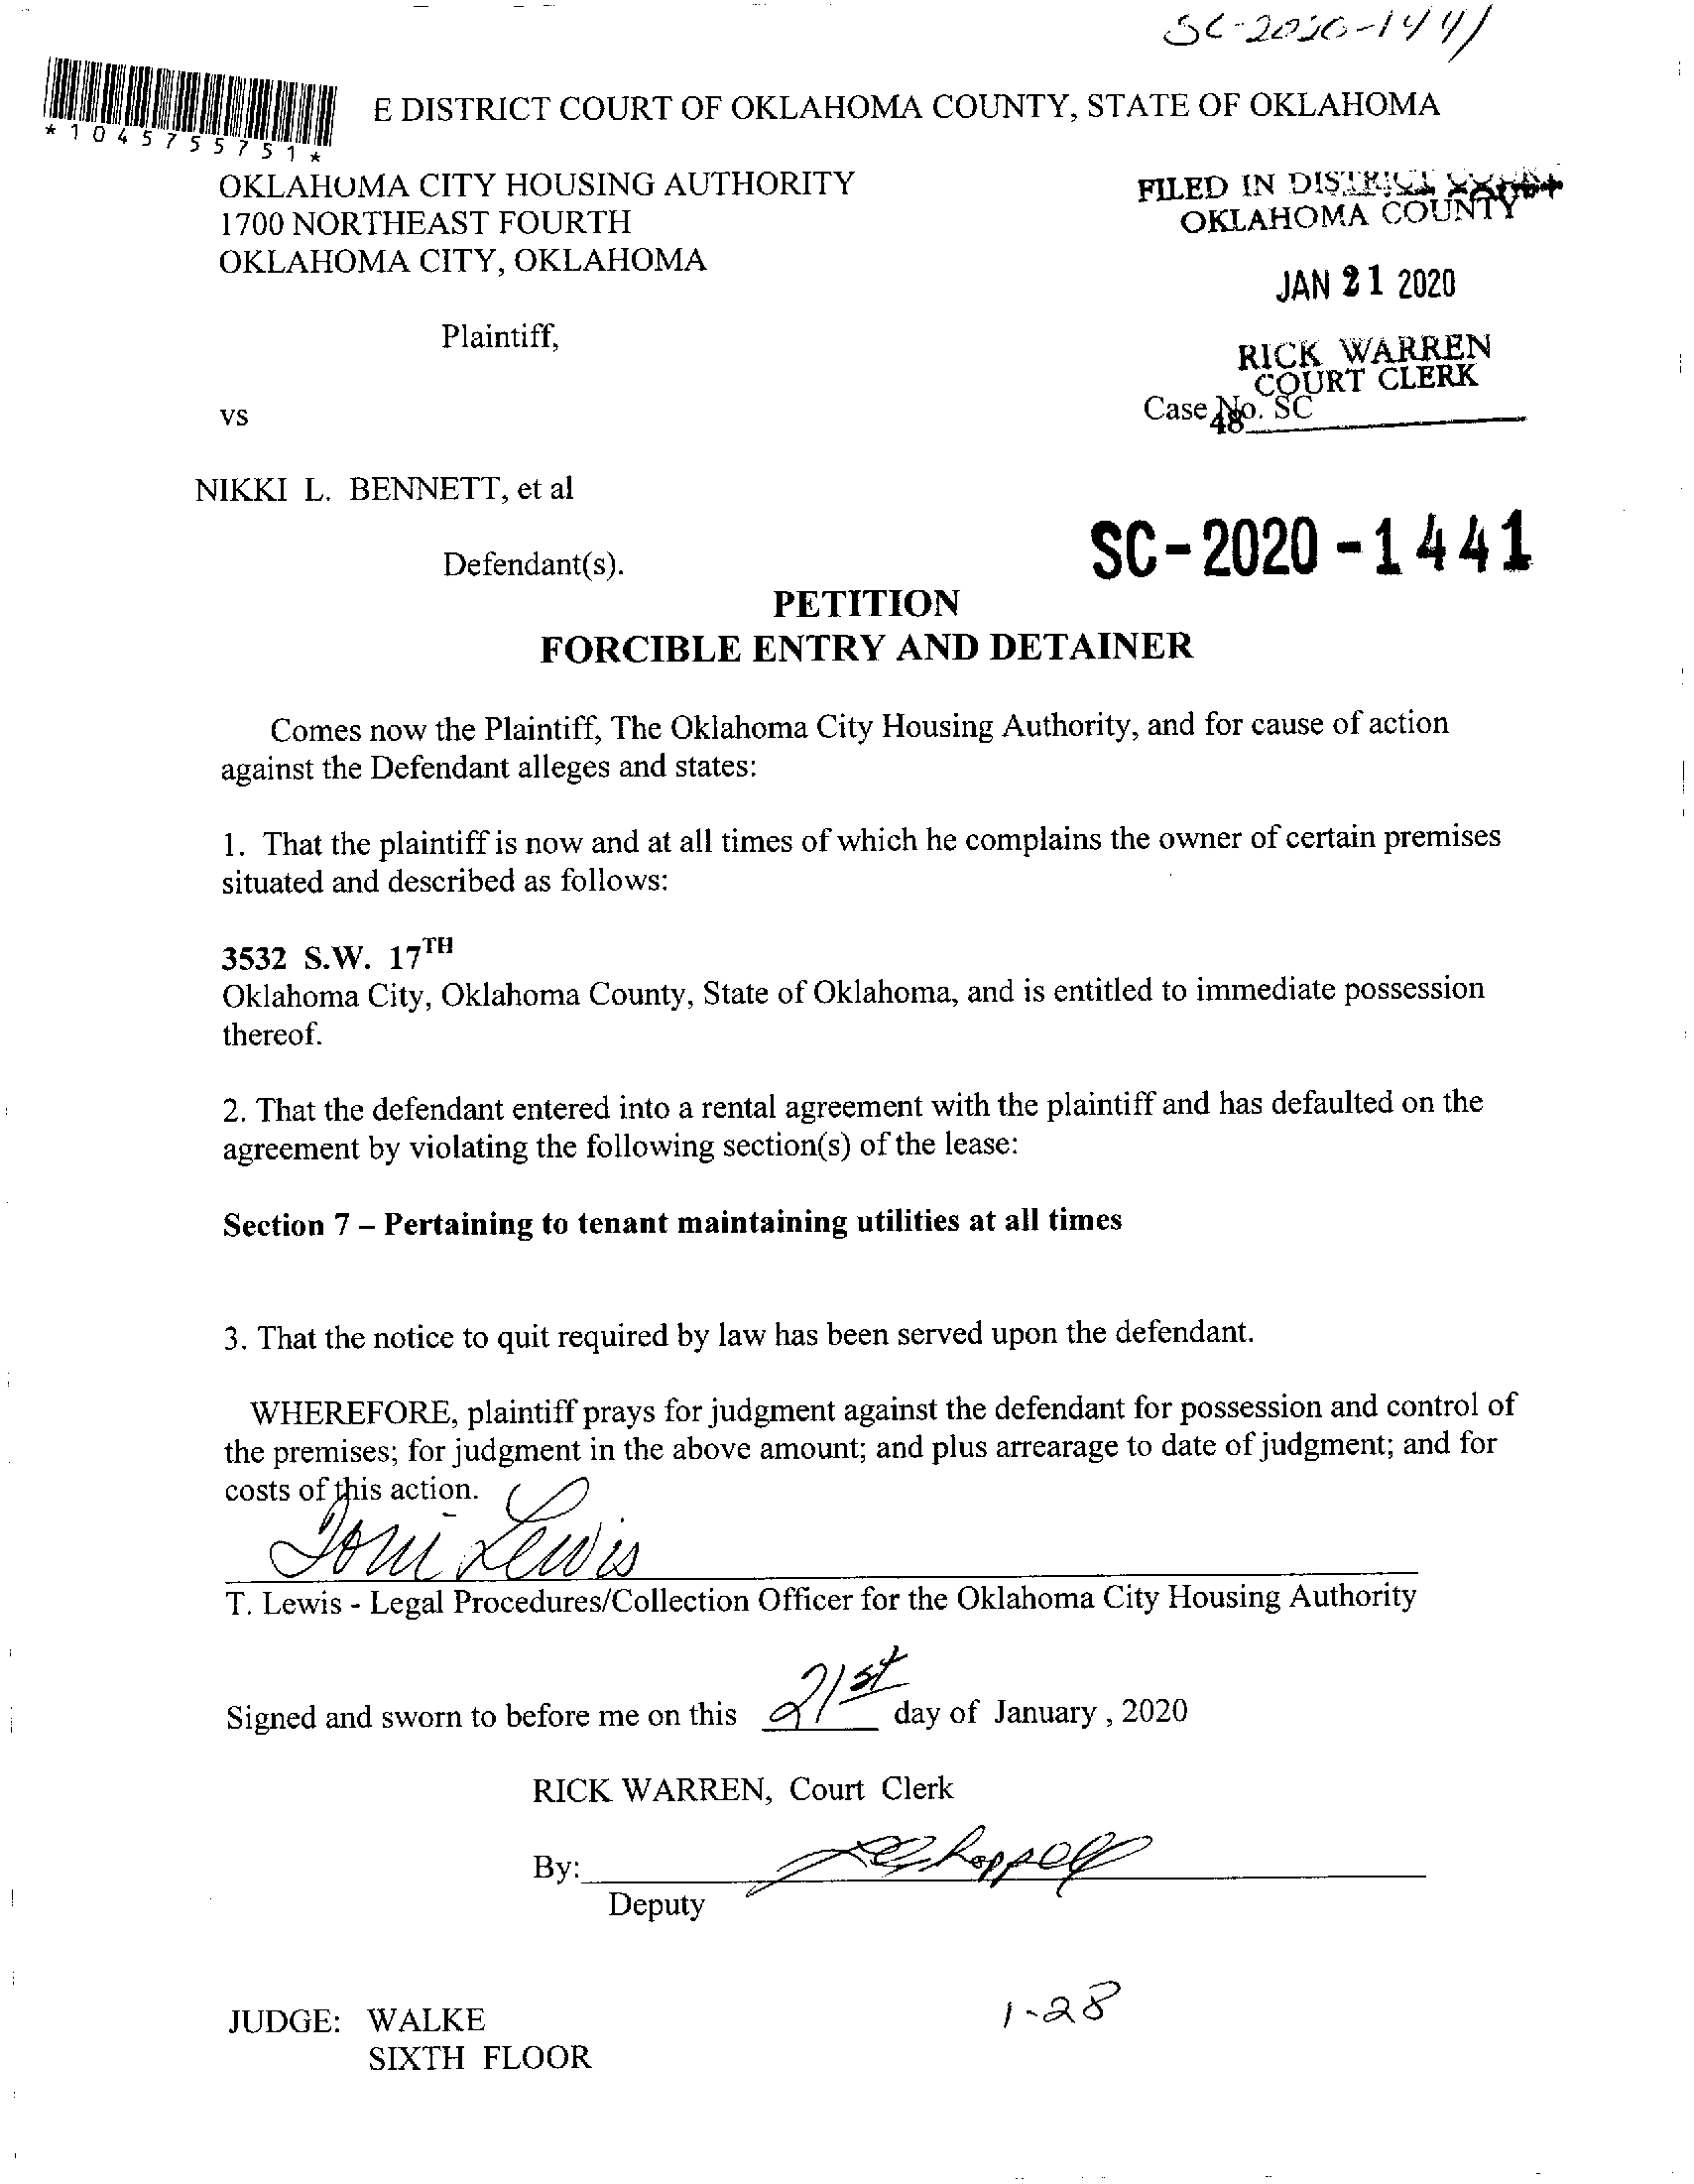 SC-2020-1441
E DISTRICT COURT OF OKLAHOMA COUNTY, STATE OF OKLAHOMA
*1045755751*
OKLAHOMA CITY HOUSING AUTHORITY
1700 NORTHEAST FOURTH
OKLAHOMA CITY, OKLAHOMA
FILED IN DISTRICT COURT
OKLAHOMA COUNTY
JAN 21 2020
Plaintiff,
RICK WARREN
COURT CLERK
vs
Case No. SC
48
NIKKI L. BENNETT, et al
SC-2020-1441
Defendant(s).
PETITION
FORCIBLE ENTRY AND DETAINER
Comes now the Plaintiff, The Oklahoma City Housing Authority, and for cause of action
against the Defendant alleges and states:
1. That the plaintiff is now and at all times of which he complains the owner of certain premises
situated and described as follows:
3532 S.W. 17TH
Oklahoma City, Oklahoma County, State of Oklahoma, and is entitled to immediate possession
thereof.
2. That the defendant entered into a rental agreement with the plaintiff and has defaulted on the
agreement by violating the following section(s) of the lease:
Section 7 – Pertaining to tenant maintaining utilities at all times
3. That the notice to quit required by law has been served upon the defendant.
WHEREFORE, plaintiff prays for judgment against the defendant for possession and control of
the premises; for judgment in the above amount; and plus arrearage to date of judgment; and for
costs of this action.
Toni Lewis
T. Lewis - Legal Procedures/Collection Officer for the Oklahoma City Housing Authority
Signed and sworn to before me on this 21st day of January , 2020
RICK WARREN, Court Clerk
By:
Deputy
JUDGE: WALKE
1-28
SIXTH FLOOR